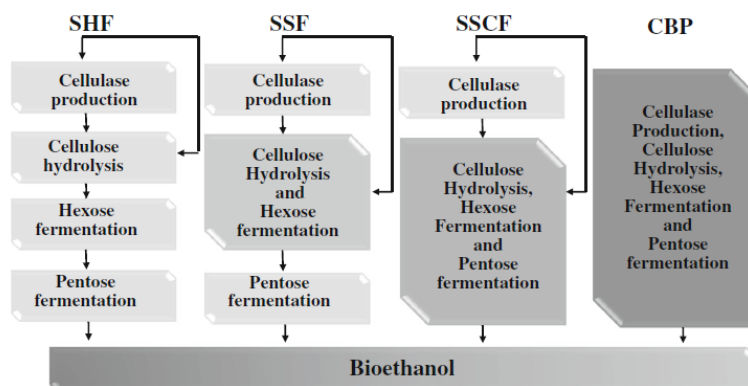 SHF
Cellulase
production
Cellulose
hydrolysis
Hexose
fermentation
Pentose
fermentation
SSF
Cellulase
production
Cellulose
Hydrolysis
and
Hexose
fermentation
Pentose
fermentation
SSCF
Cellulase
production
Cellulose
Hydrolysis,
Hexose
Fermentation
and
Pentose
fermentation
CBP
Cellulase
Production,
Cellulose
Hydrolysis,
Hexose
Fermentation
and
Pentose
fermentation
Bioethanol